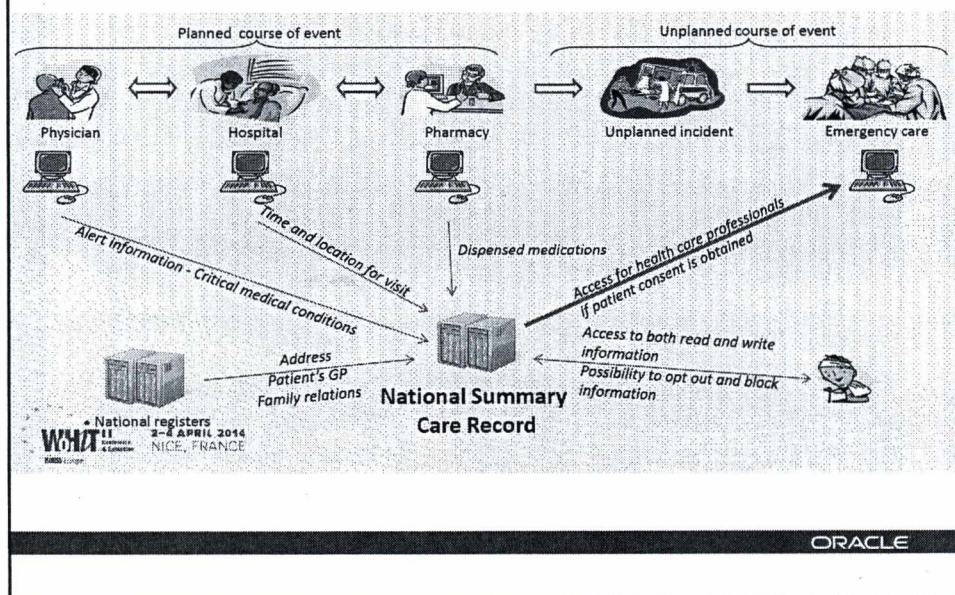 Planned course of event
Unplanned course of event
Physician
Hospital
Pharmacy
Unplanned incident
Emergency care
Alert information - Critical medical conditions
Time and location for visit
Dispensed medications
Access for health care professionals
if patient consent is obtained
Address
Patient's GP
Family relations
National Summary
Care Record
Access to both read and write
information
Possibility to opt out and block
information
• National registers
2-4 APRIL 2014
NICE, FRANCE
ORACLE